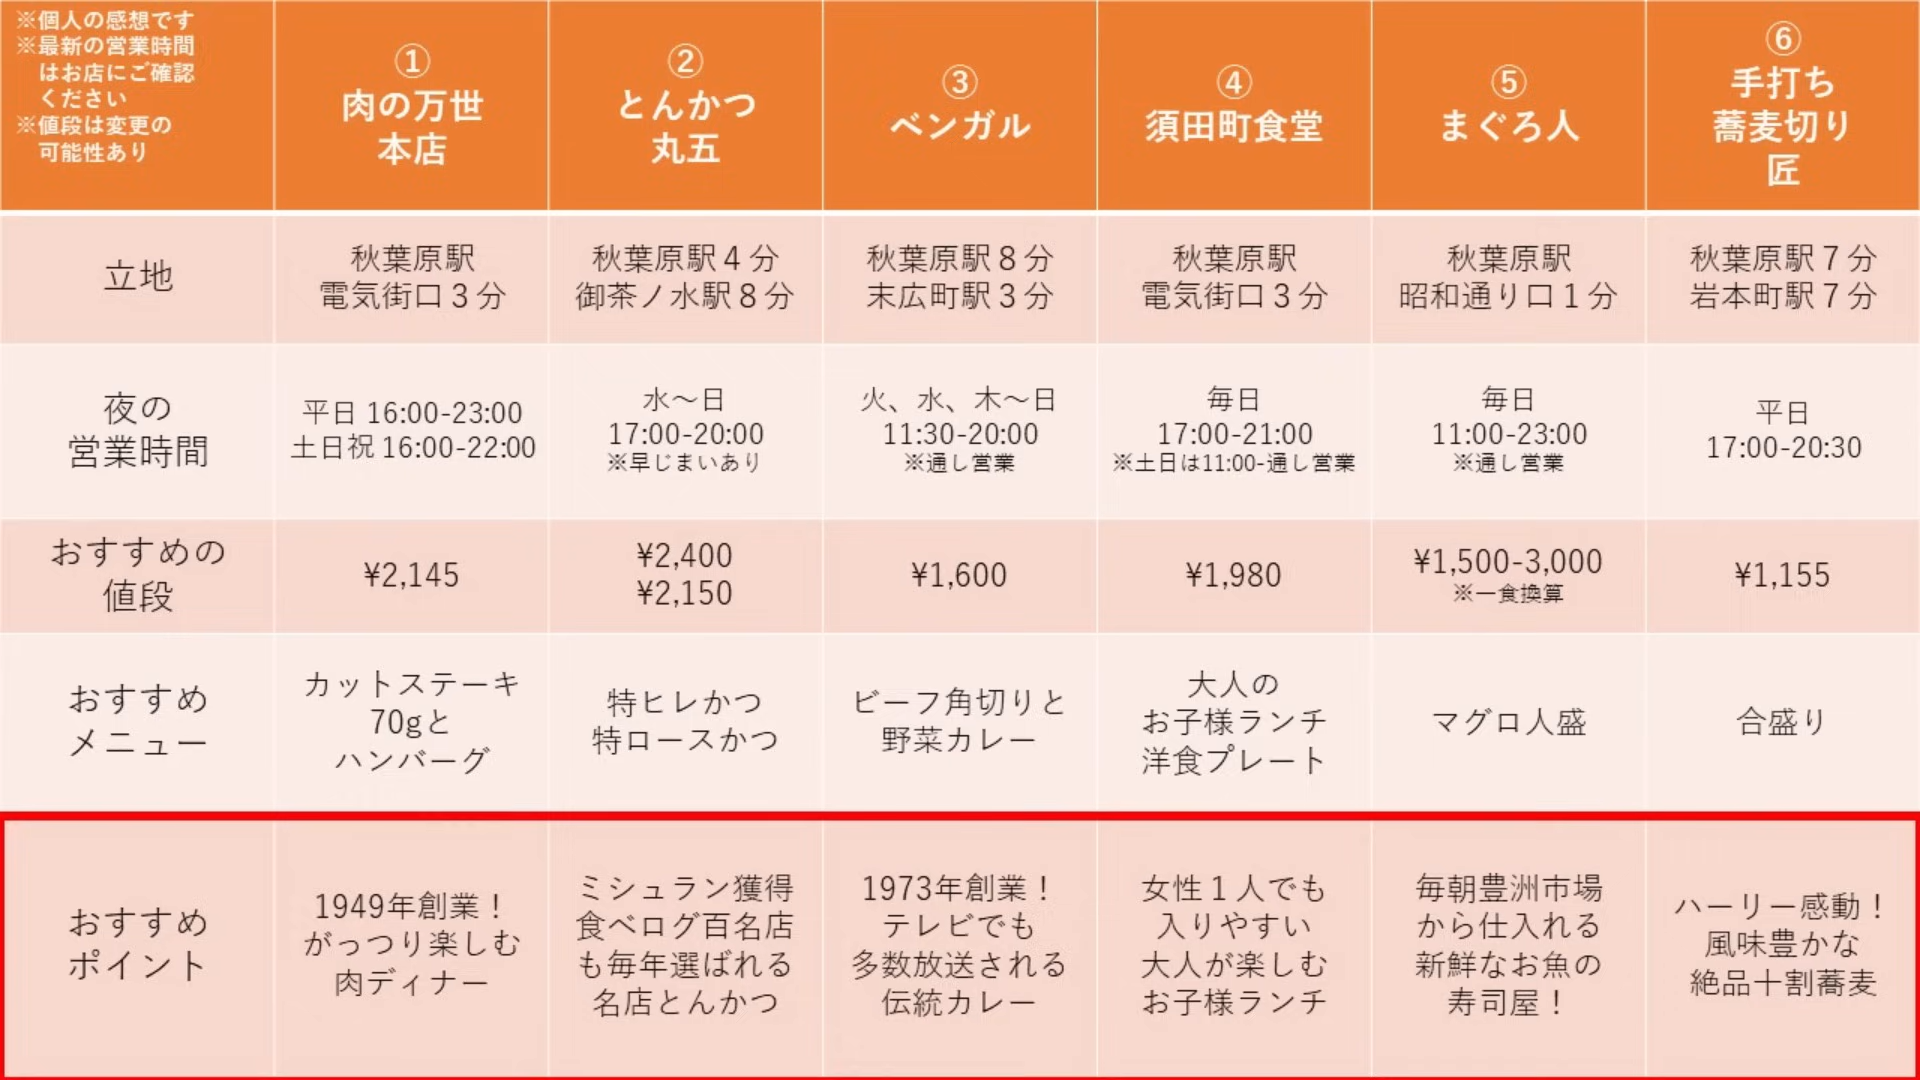 ※個人の感想です
※最新の営業時間
はお店にご確認
ください
※値段は変更の
可能性あり
①
肉の万世
本店
②
とんかつ
丸五
③
ベンガル
④
須田町食堂
⑤
まぐろ人
⑥
手打ち
蕎麦切り
匠
立地
秋葉原駅
電気街口3分
秋葉原駅4分
御茶ノ水駅8分
秋葉原駅8分
末広町駅3分
秋葉原駅
電気街口3分
秋葉原駅
昭和通り口1分
秋葉原駅7分
岩本町駅7分
夜の
営業時間
平日 16:00-23:00
土日祝 16:00-22:00
水～日
17:00-20:00
※早じまいあり
火、水、木～日
11:30-20:00
※通し営業
毎日
17:00-21:00
※土日は11:00-通し営業
毎日
11:00-23:00
※通し営業
平日
17:00-20:30
おすすめの
値段
¥2,145
¥2,400
¥2,150
¥1,600
¥1,980
¥1,500-3,000
※一食換算
¥1,155
おすすめ
メニュー
カットステーキ
70gと
ハンバーグ
特ヒレかつ
特ロースかつ
ビーフ角切りと
野菜カレー
大人の
お子様ランチ
洋食プレート
マグロ人盛
合盛り
おすすめ
ポイント
1949年創業！
がっつり楽しむ
肉ディナー
ミシュラン獲得
食べログ百名店
も毎年選ばれる
名店とんかつ
1973年創業！
テレビでも
多数放送される
伝統カレー
女性1人でも
入りやすい
大人が楽しむ
お子様ランチ
毎朝豊洲市場
から仕入れる
新鮮なお魚の
寿司屋！
ハーリー感動！
風味豊かな
絶品十割蕎麦